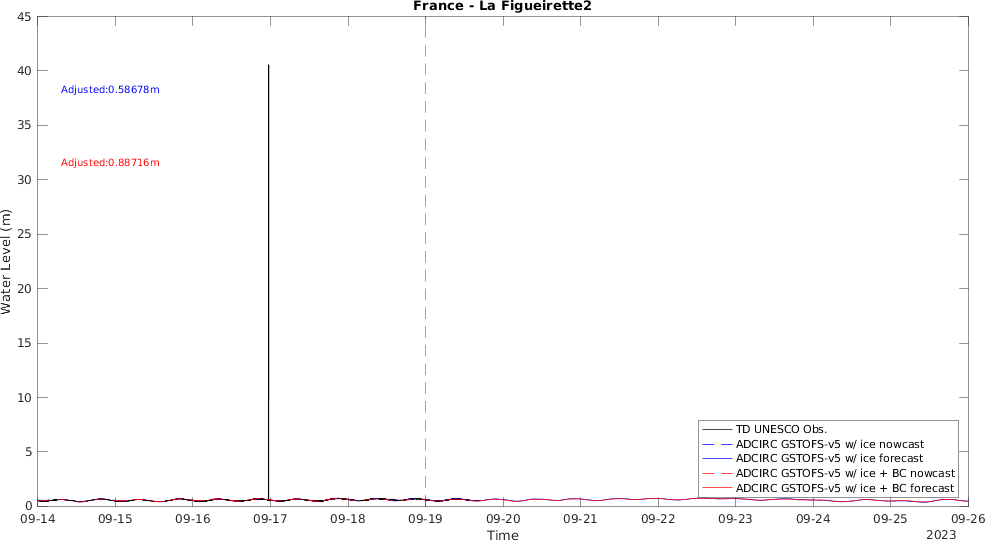 France - La Figueirette2
45
40
35
30
25
20
15
10
5
0
Water Level (m)
Adjusted:0.58678m
Adjusted:0.88716m
TD UNESCO Obs.
ADCIRC GSTOFS-v5 w/ ice nowcast
ADCIRC GSTOFS-v5 w/ ice forecast
ADCIRC GSTOFS-v5 w/ ice + BC nowcast
ADCIRC GSTOFS-v5 w/ ice + BC forecast
09-14 09-15 09-16 09-17 09-18 09-19 09-20 09-21 09-22 09-23 09-24 09-25 09-26
Time
2023